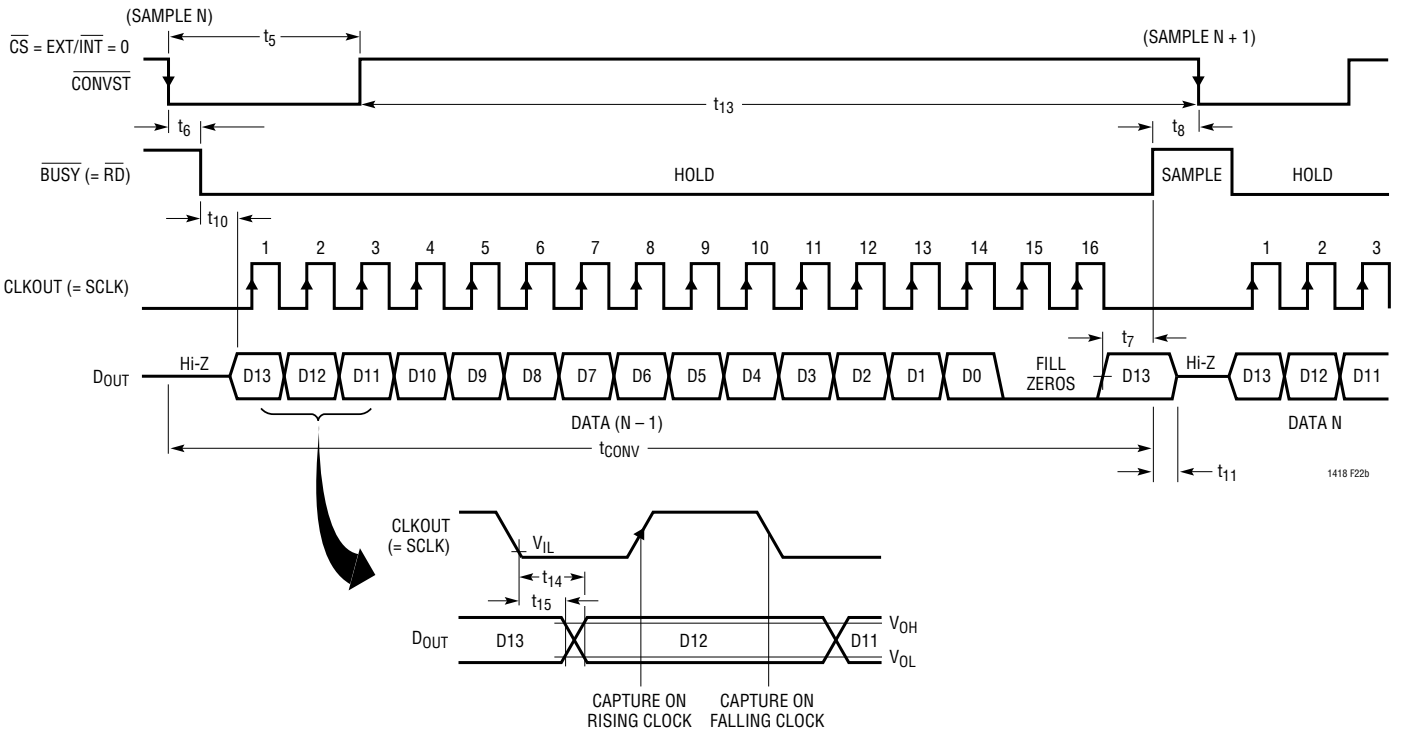 (SAMPLE N)
t5
CS = EXT/INT = 0
(SAMPLE N + 1)
CONVST
t13
t6
t8
BUSY (= RD)
HOLD
SAMPLE
HOLD
t10
1 2 3 4 5 6 7 8 9 10 11 12 13 14 15 16 1 2 3
CLKOUT (= SCLK)
t7
DOUT
Hi-Z
D13 D12 D11 D10 D9 D8 D7 D6 D5 D4 D3 D2 D1 D0
FILL
ZEROS
D13
Hi-Z
D13 D12 D11
DATA (N – 1)
DATA N
tCONV
t11
1418 F22b
CLKOUT
(= SCLK)
VIL
t14
t15
DOUT
D13
D12
D11
VOH
VOL
CAPTURE ON
RISING CLOCK
CAPTURE ON
FALLING CLOCK